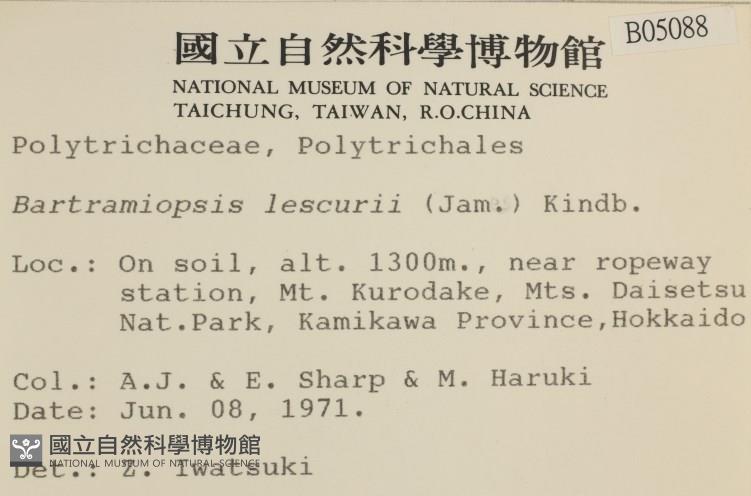 國立自然科學博物館
B05088
NATIONAL MUSEUM OF NATURAL SCIENCE
TAICHUNG, TAIWAN, R.O.CHINA
Polytrichaceae, Polytrichales
Bartramiopsis lescurii (Jam.) Kindb.
Loc.: On soil, alt. 1300m., near ropeway
station, Mt. Kurodake, Mts. Daisetsu
Nat.Park, Kamikawa Province,Hokkaido
Col.: A.J. & E. Sharp & M. Haruki
Date: Jun. 08, 1971.
國立自然科學博物館
NATIONAL MUSEUM OF NATURAL SCIENCE
Det.: Z. Iwatsuki